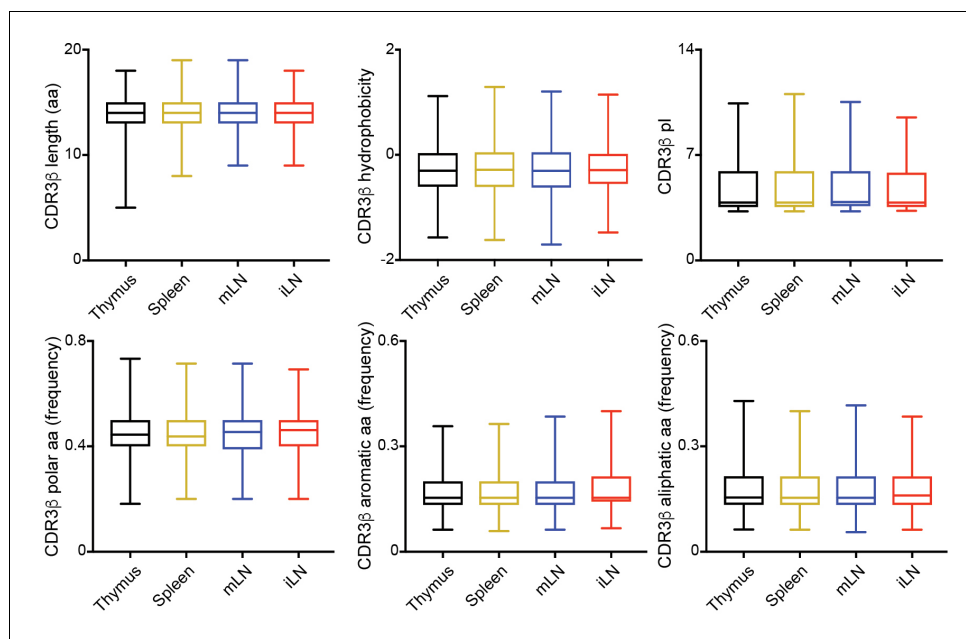 CDR3β length (aa)
20
10
0
Thymus
Spleen
mLN
iLN
CDR3β hydrophobicity
2
0
-2
Thymus
Spleen
mLN
iLN
CDR3β pI
14
7
0
Thymus
Spleen
mLN
iLN
CDR3β polar aa (frequency)
0.8
0.4
0
Thymus
Spleen
mLN
iLN
CDR3β aromatic aa (frequency)
0.6
0.3
0
Thymus
Spleen
mLN
iLN
CDR3β aliphatic aa (frequency)
0.6
0.3
0
Thymus
Spleen
mLN
iLN